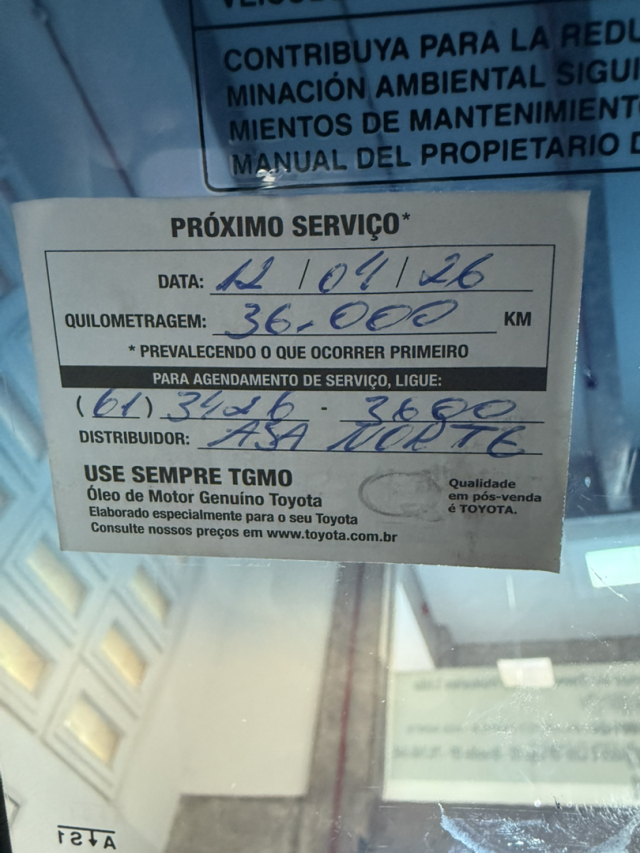 CONTRIBUYA PARA LA REDU
MINACIÓN AMBIENTAL SIGUI
MIENTOS DE MANTENIMIENT
MANUAL DEL PROPIETARIO D
PRÓXIMO SERVIÇO*
DATA: 12/04/26
QUILOMETRAGEM: 36.000 KM
* PREVALECENDO O QUE OCORRER PRIMEIRO
PARA AGENDAMENTO DE SERVIÇO, LIGUE:
(61) 3426 - 3600
DISTRIBUIDOR: ASA NORTE
USE SEMPRE TGMO
Óleo de Motor Genuíno Toyota
Elaborado especialmente para o seu Toyota
Consulte nossos preços em www.toyota.com.br
Qualidade
em pós-venda
é TOYOTA.